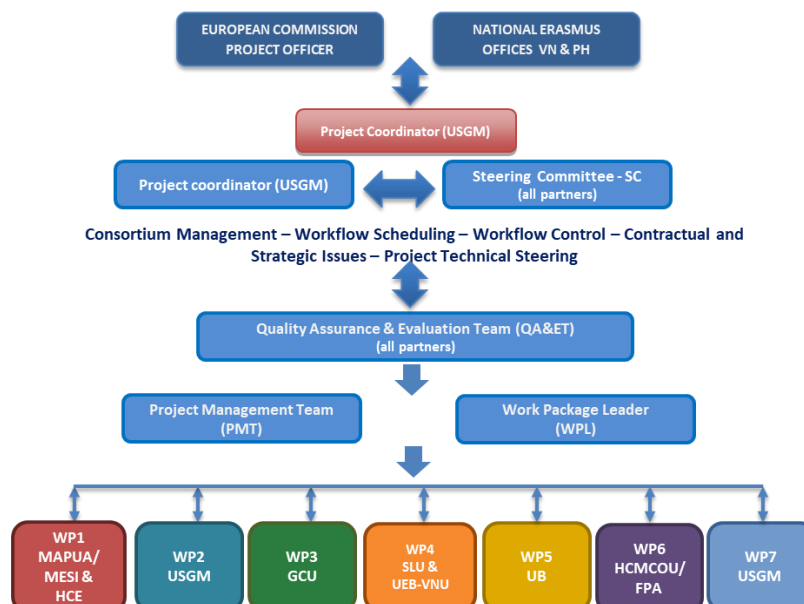 EUROPEAN COMMISSION
PROJECT OFFICER
NATIONAL ERASMUS
OFFICES VN & PH
Project Coordinator (USGM)
Project coordinator (USGM)
Steering Committee - SC
(all partners)
Consortium Management – Workflow Scheduling – Workflow Control – Contractual and
Strategic Issues – Project Technical Steering
Quality Assurance & Evaluation Team (QA&ET)
(all partners)
Project Management Team
(PMT)
Work Package Leader
(WPL)
WP1
MAPUA/
MESI &
HCE
WP2
USGM
WP3
GCU
WP4
SLU &
UEB-VNU
WP5
UB
WP6
HCMCOU/
FPA
WP7
USGM